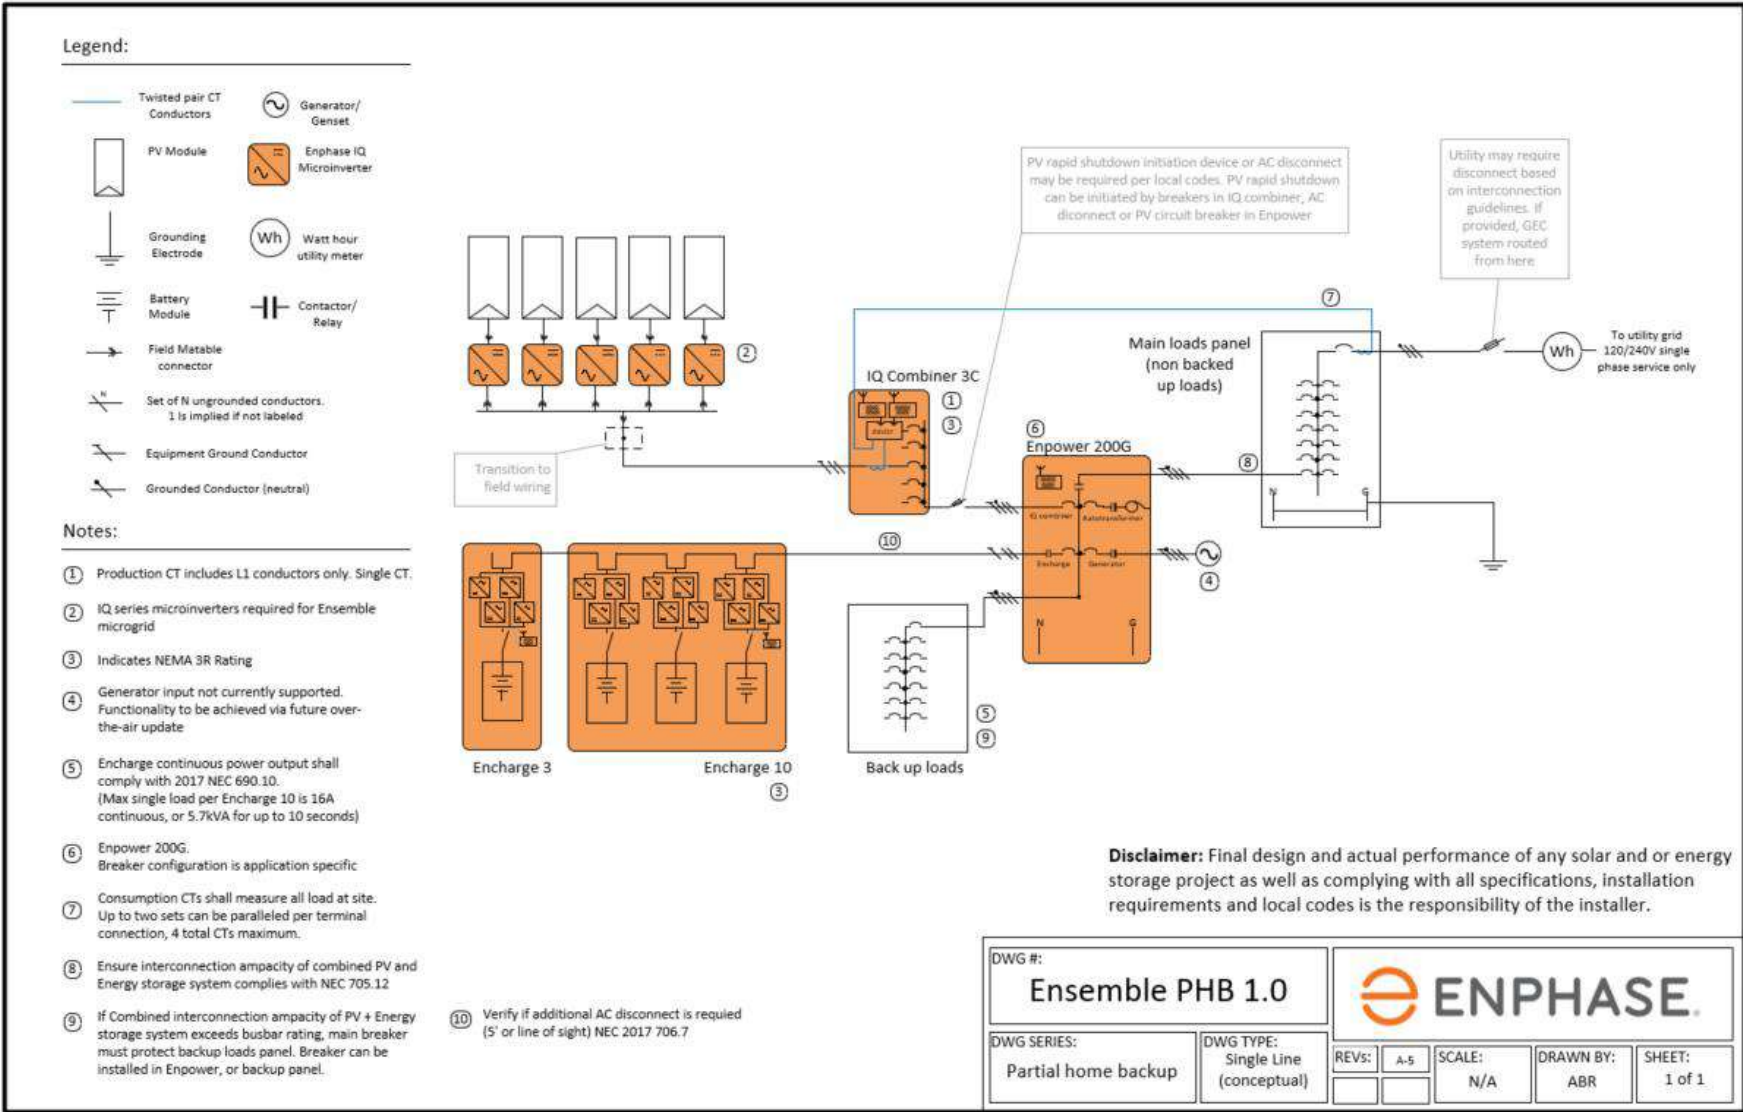 Legend:
Twisted pair CT
Conductors
Generator/
Genset
PV Module
Enphase IQ
Microinverter
Grounding
Electrode
Wh
Watt hour
utility meter
Battery
Module
Contactor/
Relay
Field Matable
connector
N
Set of N ungrounded conductors.
1 Is implied if not labeled
Equipment Ground Conductor
Grounded Conductor (neutral)
Notes:
1 Production CT includes L1 conductors only. Single CT.
2 IQ series microinverters required for Ensemble
microgrid
3 Indicates NEMA 3R Rating
4 Generator input not currently supported.
Functionality to be achieved via future over-
the-air update
5 Encharge continuous power output shall
comply with 2017 NEC 690.10.
(Max single load per Encharge 10 is 16A
continuous, or 5.7kVA for up to 10 seconds)
6 Enpower 200G.
Breaker configuration is application specific
7 Consumption CTs shall measure all load at site.
Up to two sets can be paralleled per terminal
connection, 4 total CTs maximum.
8 Ensure interconnection ampacity of combined PV and
Energy storage system complies with NEC 705.12
9 If Combined interconnection ampacity of PV + Energy
storage system exceeds busbar rating, main breaker
must protect backup loads panel. Breaker can be
installed in Enpower, or backup panel.
10 Verify if additional AC disconnect is requied
(5' or line of sight) NEC 2017 706.7
PV rapid shutdown initiation device or AC disconnect
may be required per local codes. PV rapid shutdown
can be initiated by breakers in IQ combiner, AC
diconnect or PV circuit breaker in Enpower
Utility may require
disconnect based
on interconnection
guidelines. If
provided, GEC
system routed
from here
2
7
Main loads panel
(non backed
up loads)
Wh
To utility grid
120/240V single
phase service only
IQ Combiner 3C
1
3
Transition to
field wiring
6
Enpower 200G
IQ combiner
Autotransformer
Encharge
Generator
N
G
8
N
G
10
4
Encharge 3
Encharge 10
3
5
9
Back up loads
Disclaimer: Final design and actual performance of any solar and or energy
storage project as well as complying with all specifications, installation
requirements and local codes is the responsibility of the installer.
DWG #:
Ensemble PHB 1.0
ENPHASE.
DWG SERIES:
Partial home backup
DWG TYPE:
Single Line
(conceptual)
REVs:
A-5
SCALE:
N/A
DRAWN BY:
ABR
SHEET:
1 of 1